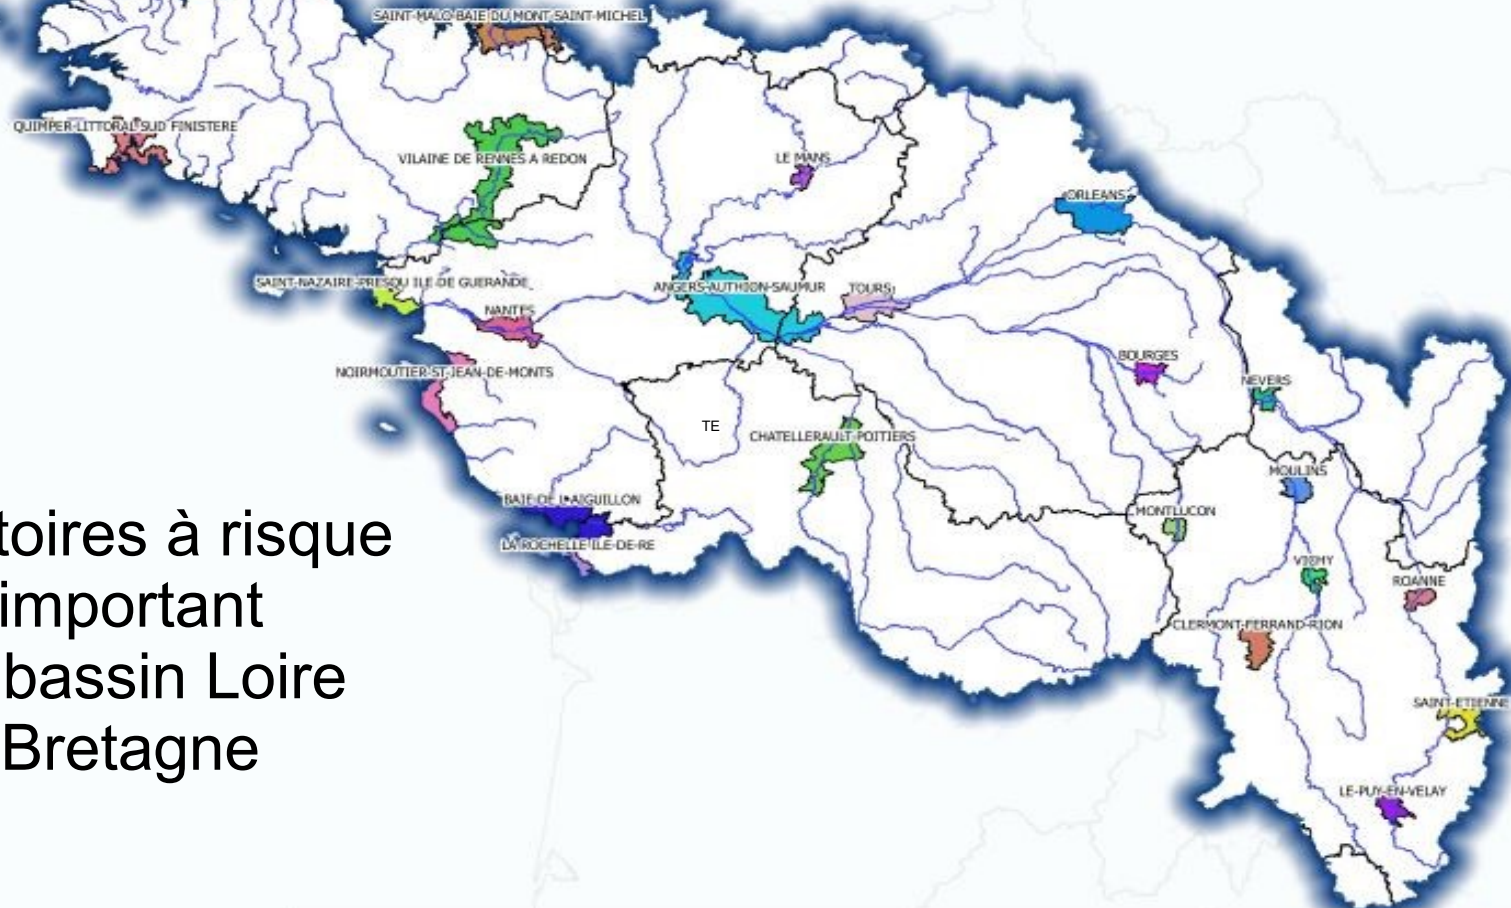 SAINT-MALO-BAIE DU MONT-SAINT-MICHEL
QUIMPER-LITTORAL SUD FINISTERE
VILAINE DE RENNES A REDON
LE MANS
ORLEANS
SAINT-NAZAIRE-PRESQU ILE DE GUERANDE
ANGERS-AUTHION-SAUMUR
TOURS
NANTES
BOURGES
NOIRMOUTIER-ST-JEAN-DE-MONTS
NEVERS
TE
CHATELLERAULT-POITIERS
MOULINS
BAIE DE L'AIGUILLON
MONTLUCON
LA ROCHELLE-ILE-DE-RE
toires à risque
important
bassin Loire
Bretagne
VICHY
ROANNE
CLERMONT-FERRAND-RION
SAINT-ETIENNE
LE-PUY-EN-VELAY